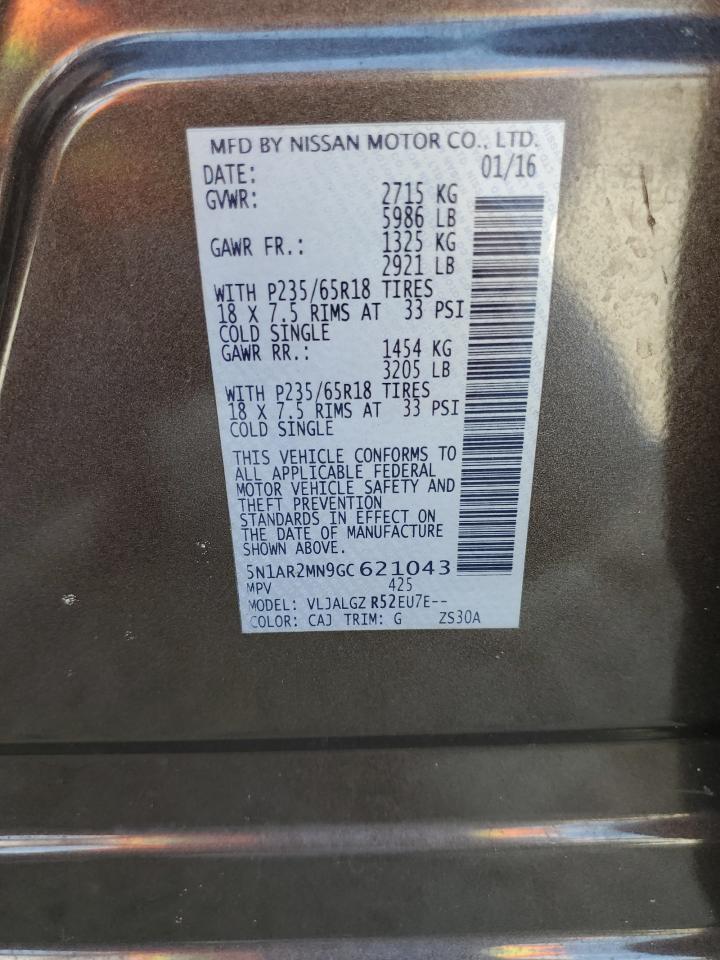 MFD BY NISSAN MOTOR CO., LTD.
DATE: 01/16
GVWR: 2715 KG
5986 LB
GAWR FR.: 1325 KG
2921 LB
WITH P235/65R18 TIRES
18 X 7.5 RIMS AT 33 PSI
COLD SINGLE
GAWR RR.: 1454 KG
3205 LB
WITH P235/65R18 TIRES
18 X 7.5 RIMS AT 33 PSI
COLD SINGLE
THIS VEHICLE CONFORMS TO
ALL APPLICABLE FEDERAL
MOTOR VEHICLE SAFETY AND
THEFT PREVENTION
STANDARDS IN EFFECT ON
THE DATE OF MANUFACTURE
SHOWN ABOVE.
5N1AR2MN9GC621043
MPV 425
MODEL: VLJALGZ R52EU7E--
COLOR: CAJ TRIM: G ZS30A